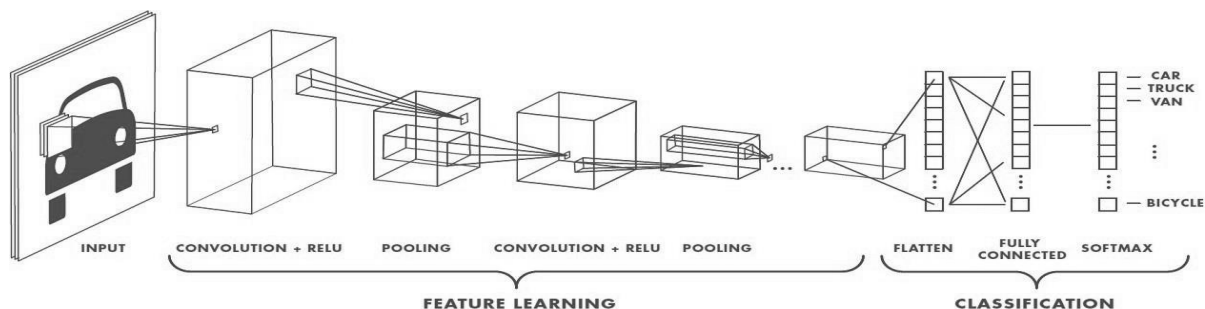 CAR
TRUCK
VAN
BICYCLE
INPUT
CONVOLUTION + RELU
POOLING
CONVOLUTION + RELU
POOLING
FLATTEN
FULLY
CONNECTED
SOFTMAX
FEATURE LEARNING
CLASSIFICATION